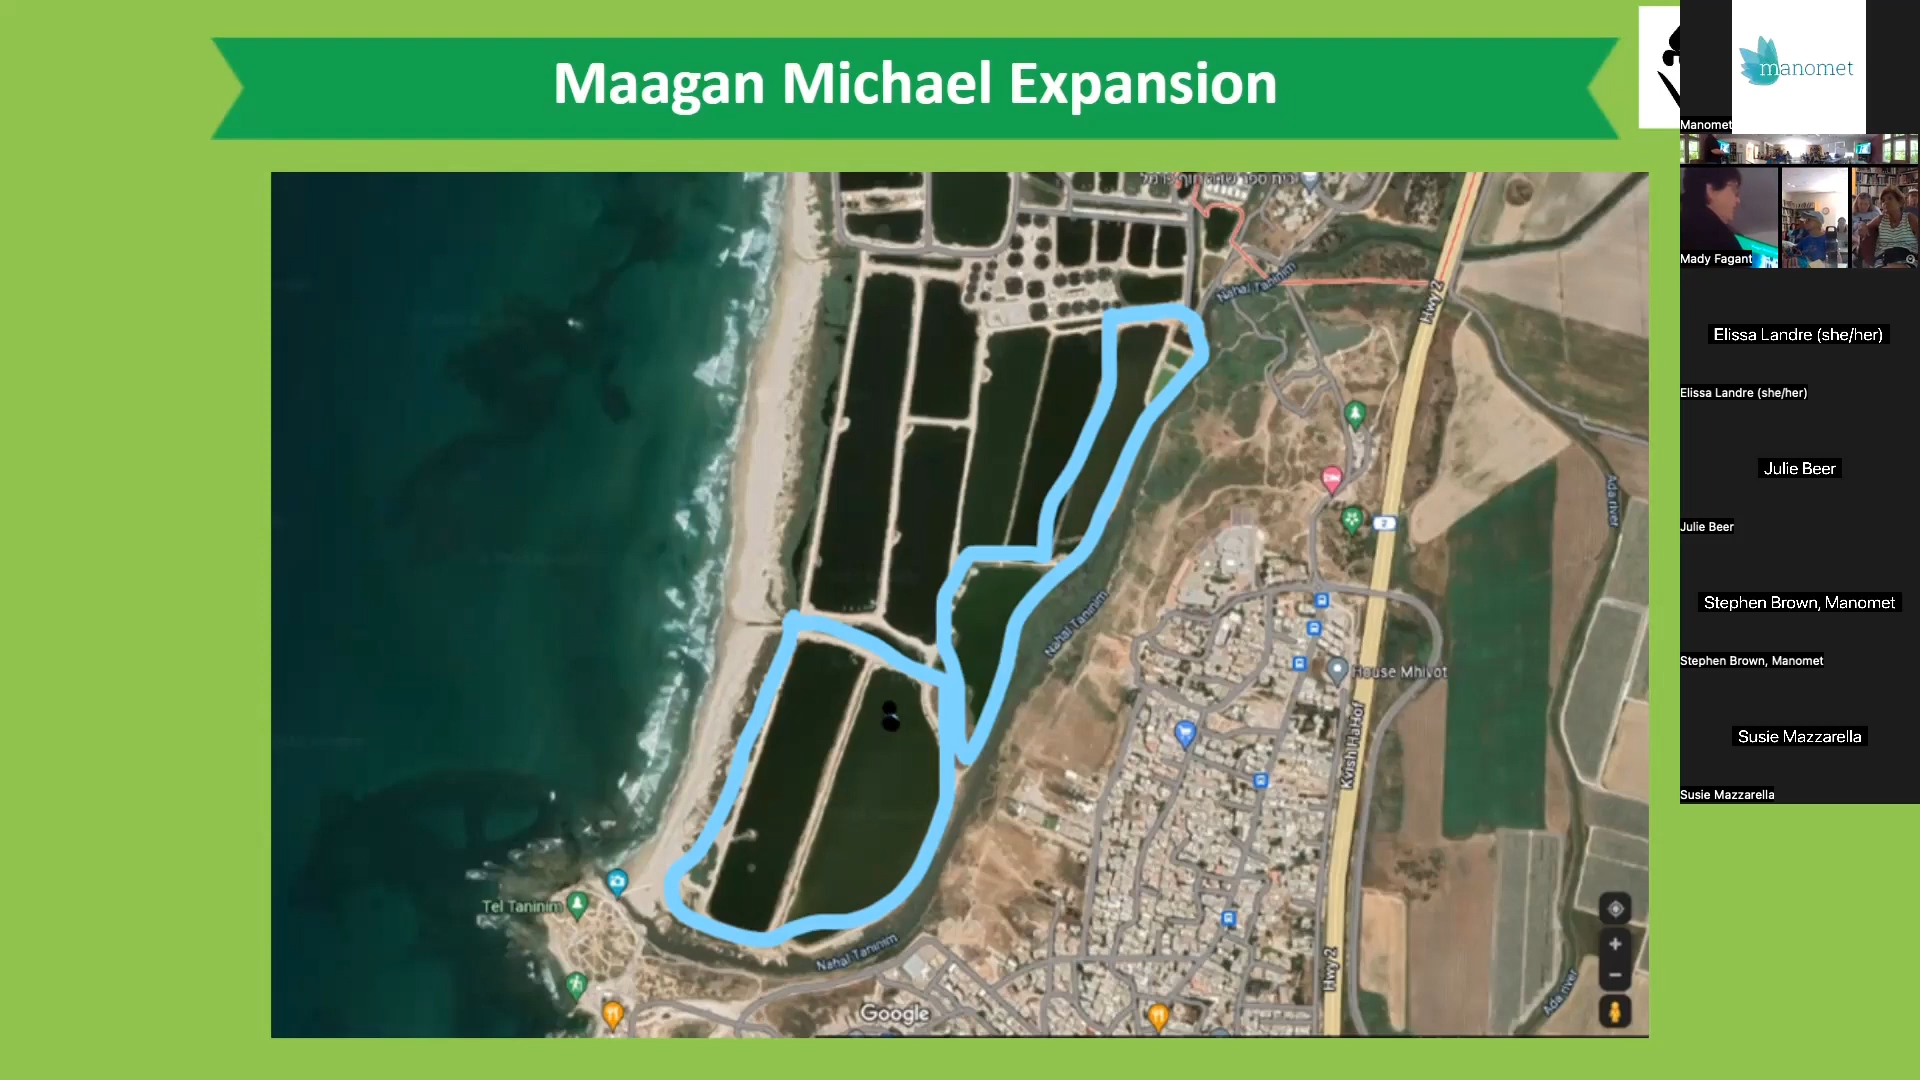 Maagan Michael Expansion
manomet
Manomet
Mady Fagant
Elissa Landre (she/her)
Elissa Landre (she/her)
Julie Beer
Julie Beer
Stephen Brown, Manomet
Stephen Brown, Manomet
Susie Mazzarella
Susie Mazzarella
Nahal Taninim
Hwy 2
Ada river
2
Nahal Taninim
House Mhivot
Kvish HaHof
Tel Taninim
Nahal Taninim
Hwy 2
Ada river
Google